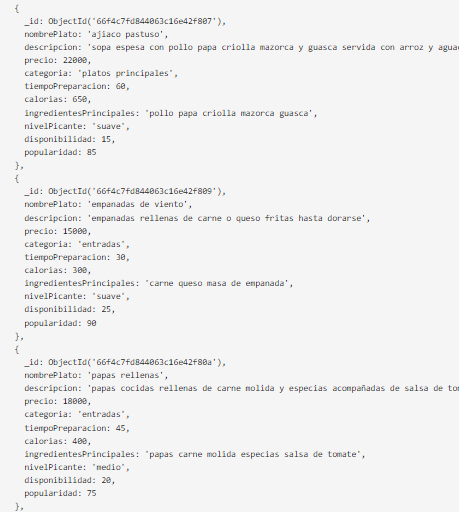 {
_id: ObjectId('66f4c7fd844063c16e42f807'),
nombrePlato: 'ajiaco pastuso',
descripcion: 'sopa espesa con pollo papa criolla mazorca y guasca servida con arroz y aguac
precio: 22000,
categoria: 'platos principales',
tiempoPreparacion: 60,
calorias: 650,
ingredientesPrincipales: 'pollo papa criolla mazorca guasca',
nivelPicante: 'suave',
disponibilidad: 15,
popularidad: 85
},
{
_id: ObjectId('66f4c7fd844063c16e42f809'),
nombrePlato: 'empanadas de viento',
descripcion: 'empanadas rellenas de carne o queso fritas hasta dorarse',
precio: 15000,
categoria: 'entradas',
tiempoPreparacion: 30,
calorias: 300,
ingredientesPrincipales: 'carne queso masa de empanada',
nivelPicante: 'suave',
disponibilidad: 25,
popularidad: 90
},
{
_id: ObjectId('66f4c7fd844063c16e42f80a'),
nombrePlato: 'papas rellenas',
descripcion: 'papas cocidas rellenas de carne molida y especias acompañadas de salsa de tom
precio: 18000,
categoria: 'entradas',
tiempoPreparacion: 45,
calorias: 400,
ingredientesPrincipales: 'papas carne molida especias salsa de tomate',
nivelPicante: 'medio',
disponibilidad: 20,
popularidad: 75
},